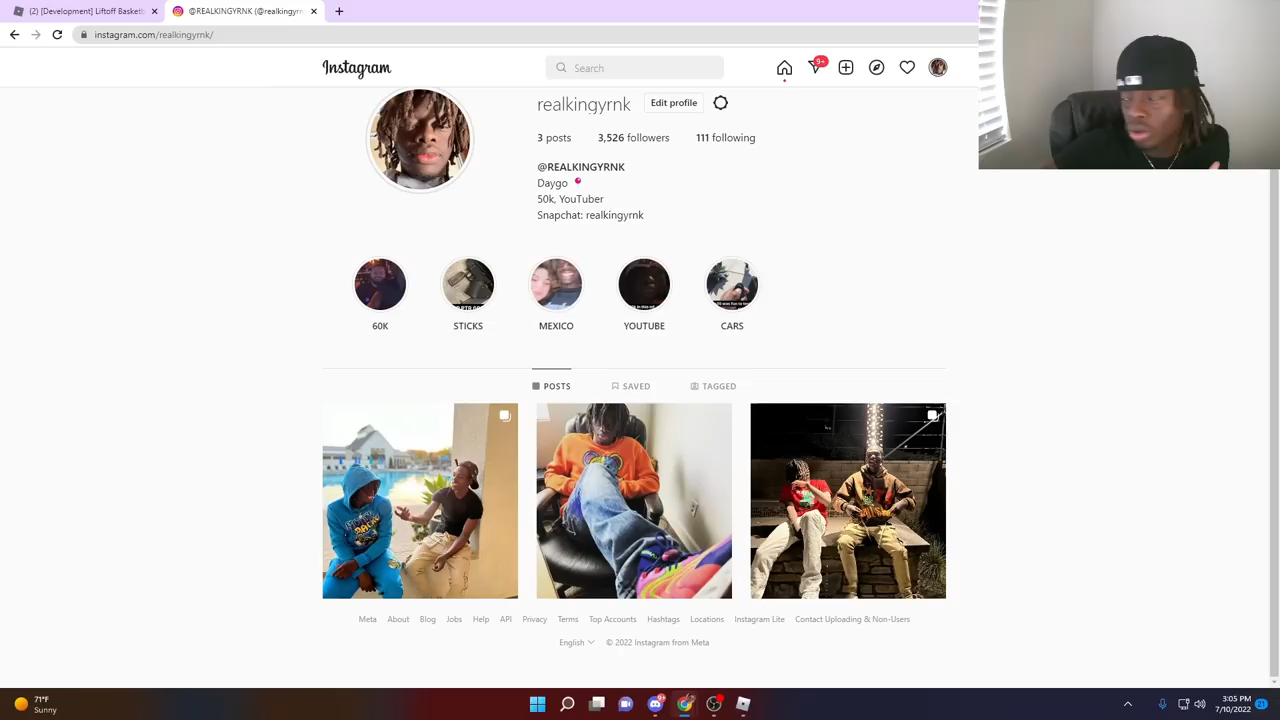 (2) [Development] Liftoff Basketb
@REALKINGYRNK (@realkingyrn
instagram.com/realkingyrnk/
Instagram
Search
9+
realkingyrnk
Edit profile
3 posts 3,526 followers 111 following
@REALKINGYRNK
Daygo
50k, YouTuber
Snapchat: realkingyrnk
60K
STICKS
MEXICO
YOUTUBE
CARS
POSTS
SAVED
TAGGED
Meta About Blog Jobs Help API Privacy Terms Top Accounts Hashtags Locations Instagram Lite Contact Uploading & Non-Users
English © 2022 Instagram from Meta
71°F
Sunny
9+
3:05 PM
7/10/2022